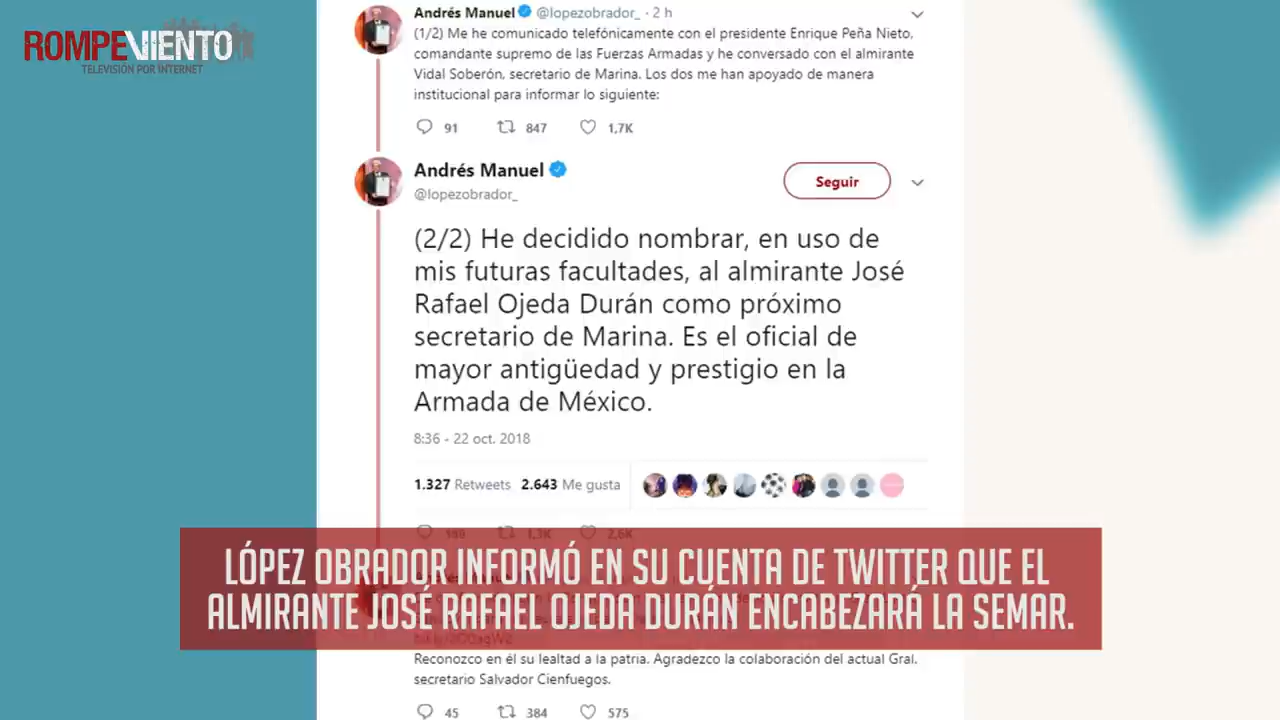 ROMPEVIENTO
TELEVISIÓN POR INTERNET
Andrés Manuel @lopezobrador_ · 2 h
(1/2) Me he comunicado telefónicamente con el presidente Enrique Peña Nieto,
comandante supremo de las Fuerzas Armadas y he conversado con el almirante
Vidal Soberón, secretario de Marina. Los dos me han apoyado de manera
institucional para informar lo siguiente:
91 847 1,7K
Andrés Manuel
@lopezobrador_
Seguir
(2/2) He decidido nombrar, en uso de
mis futuras facultades, al almirante José
Rafael Ojeda Durán como próximo
secretario de Marina. Es el oficial de
mayor antigüedad y prestigio en la
Armada de México.
8:36 - 22 oct. 2018
1.327 Retweets 2.643 Me gusta
1,3K 2,6K
LÓPEZ OBRADOR INFORMÓ EN SU CUENTA DE TWITTER QUE EL
ALMIRANTE JOSÉ RAFAEL OJEDA DURÁN ENCABEZARÁ LA SEMAR.
Reconozco en él su lealtad a la patria. Agradezco la colaboración del actual Gral.
secretario Salvador Cienfuegos.
45 384 575